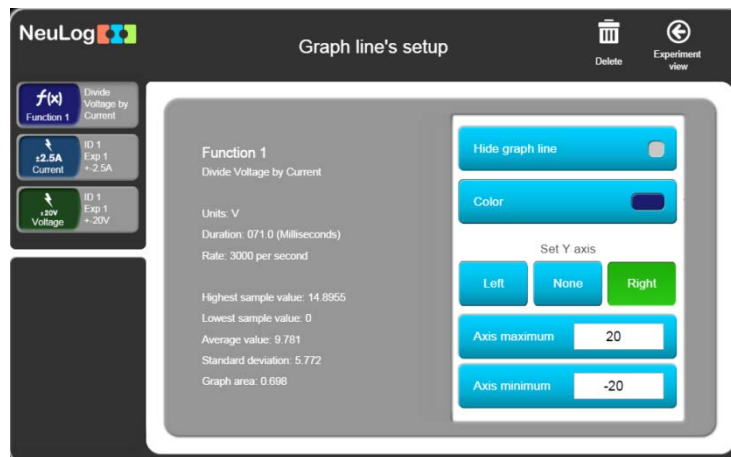 NeuLog
Graph line's setup
Delete
Experiment
view
f(x)
Function 1
Divide
Voltage by
Current
±2.5A
Current
ID 1
Exp 1
+-2.5A
±20V
Voltage
ID 1
Exp 1
+-20V
Function 1
Divide Voltage by Current
Units: V
Duration: 071.0 (Milliseconds)
Rate: 3000 per second
Highest sample value: 14.8955
Lowest sample value: 0
Average value: 9.781
Standard deviation: 5.772
Graph area: 0.698
Hide graph line
Color
Set Y axis
Left None Right
Axis maximum 20
Axis minimum -20